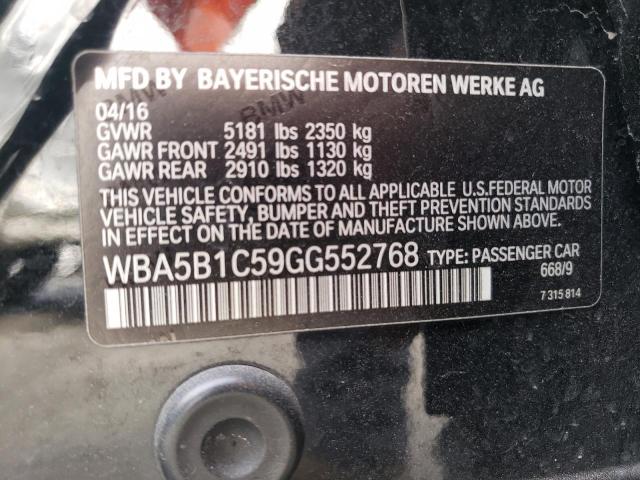 MFD BY BAYERISCHE MOTOREN WERKE AG
04/16
GVWR 5181 lbs 2350 kg
GAWR FRONT 2491 lbs 1130 kg
GAWR REAR 2910 lbs 1320 kg
THIS VEHICLE CONFORMS TO ALL APPLICABLE U.S.FEDERAL MOTOR
VEHICLE SAFETY, BUMPER AND THEFT PREVENTION STANDARDS
IN EFFECT ON THE DATE OF MANUFACTURE SHOWN ABOVE.
WBA5B1C59GG552768 TYPE: PASSENGER CAR
668/9
7 315 814
BMW